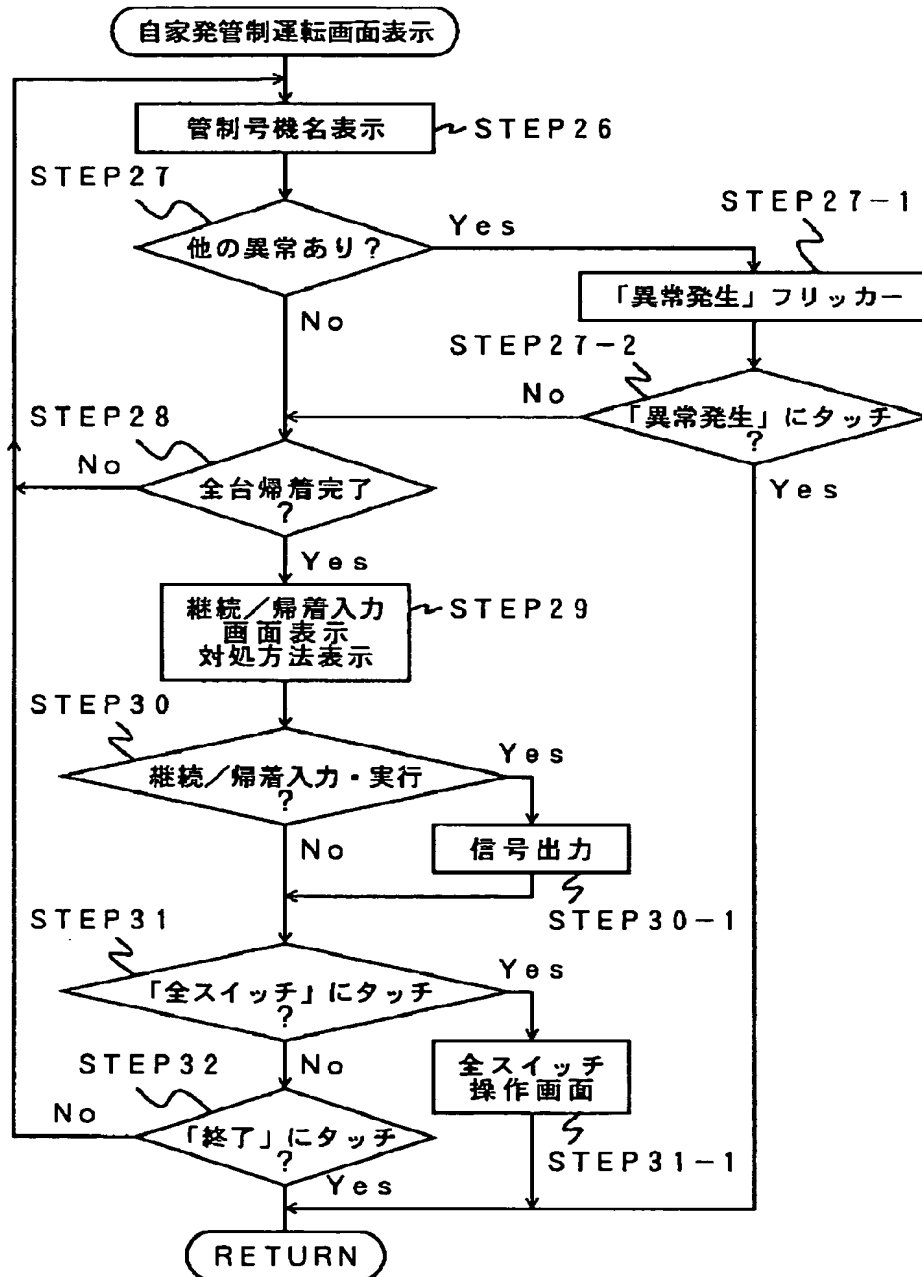 自家発管制運転画面表示
管制号機名表示
STEP26
STEP27
他の異常あり?
Yes
STEP27-1
「異常発生」フリッカー
No
STEP27-2
「異常発生」にタッチ
?
No
Yes
STEP28
全台帰着完了
?
No
Yes
継続/帰着入力
画面表示
対処方法表示
STEP29
STEP30
継続/帰着入力・実行
?
Yes
No
信号出力
STEP30-1
STEP31
「全スイッチ」にタッチ
?
Yes
No
全スイッチ
操作画面
STEP31-1
STEP32
「終了」にタッチ
?
No
Yes
RETURN